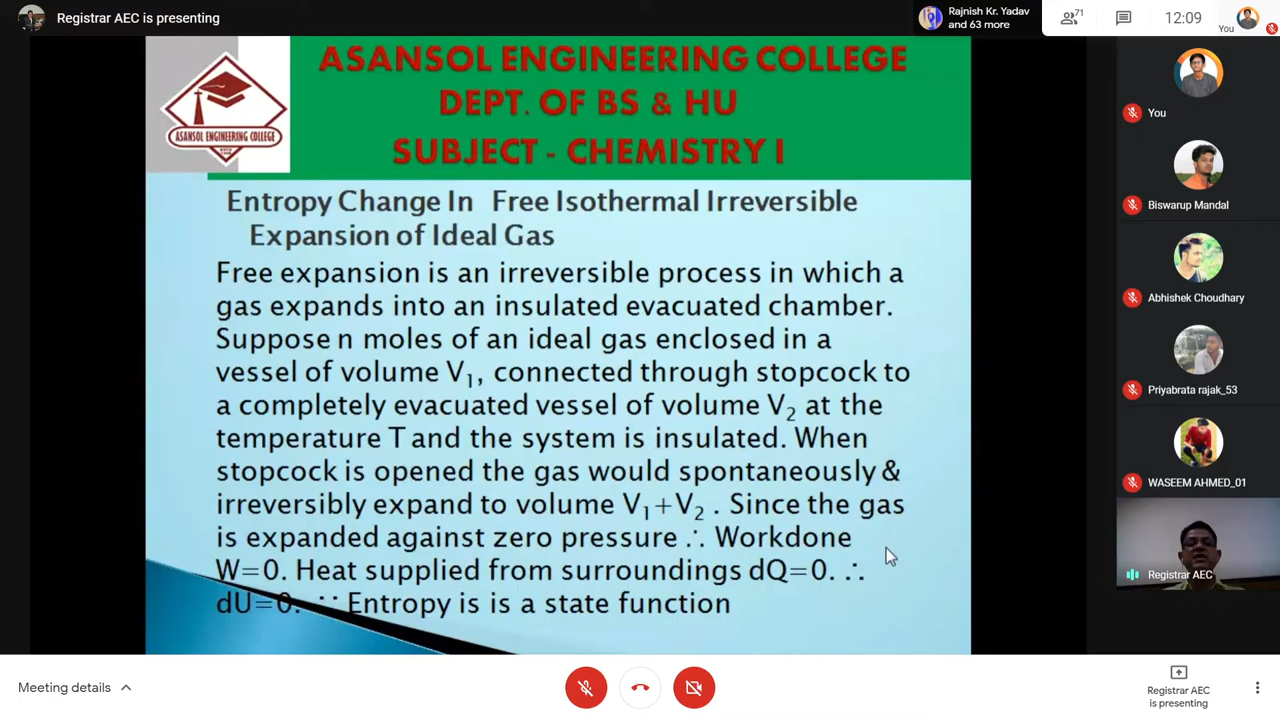 Registrar AEC is presenting
Rajnish Kr. Yadav
and 63 more
71
12:09
You
ASANSOL ENGINEERING COLLEGE
DEPT. OF BS & HU
SUBJECT - CHEMISTRY I
ASANSOL ENGINEERING COLLEGE
Entropy Change In Free Isothermal Irreversible
Expansion of Ideal Gas
Free expansion is an irreversible process in which a
gas expands into an insulated evacuated chamber.
Suppose n moles of an ideal gas enclosed in a
vessel of volume V₁, connected through stopcock to
a completely evacuated vessel of volume V₂ at the
temperature T and the system is insulated. When
stopcock is opened the gas would spontaneously &
irreversibly expand to volume V₁+V₂ . Since the gas
is expanded against zero pressure ∴ Workdone
W=0. Heat supplied from surroundings dQ=0. ∴
dU=0. ∵ Entropy is is a state function
You
Biswarup Mandal
Abhishek Choudhary
Priyabrata rajak_53
WASEEM AHMED_01
Registrar AEC
Meeting details
Registrar AEC
is presenting